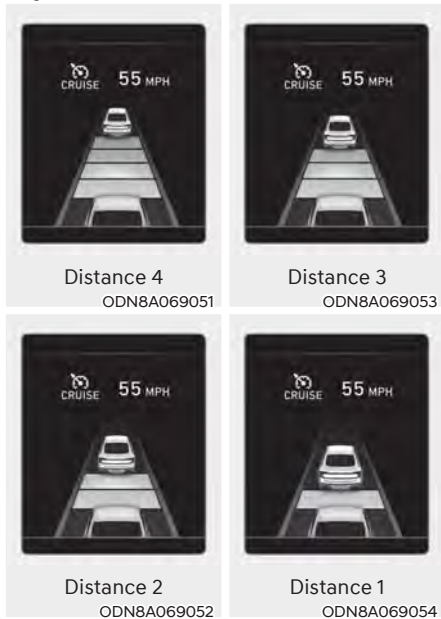 CRUISE 55 MPH
CRUISE 55 MPH
Distance 4
ODN8A069051
Distance 3
ODN8A069053
CRUISE 55 MPH
CRUISE 55 MPH
Distance 2
ODN8A069052
Distance 1
ODN8A069054